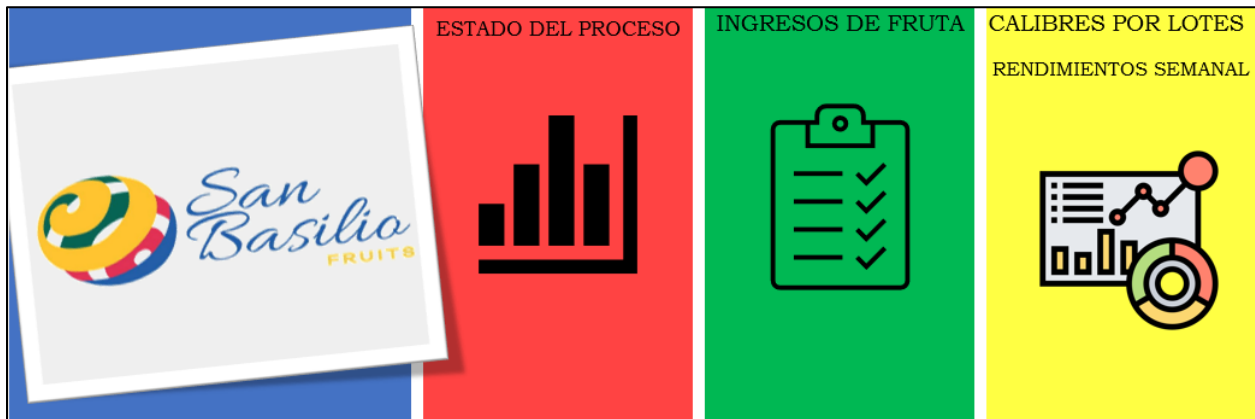 San
Basilio
FRUITS
ESTADO DEL PROCESO
INGRESOS DE FRUTA
CALIBRES POR LOTES
RENDIMIENTOS SEMANAL